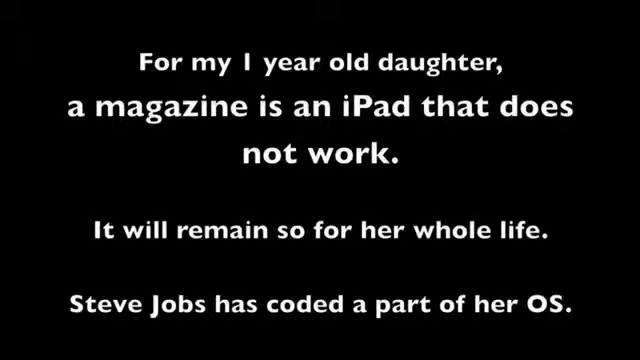 For my 1 year old daughter,
a magazine is an iPad that does
not work.
It will remain so for her whole life.
Steve Jobs has coded a part of her OS.